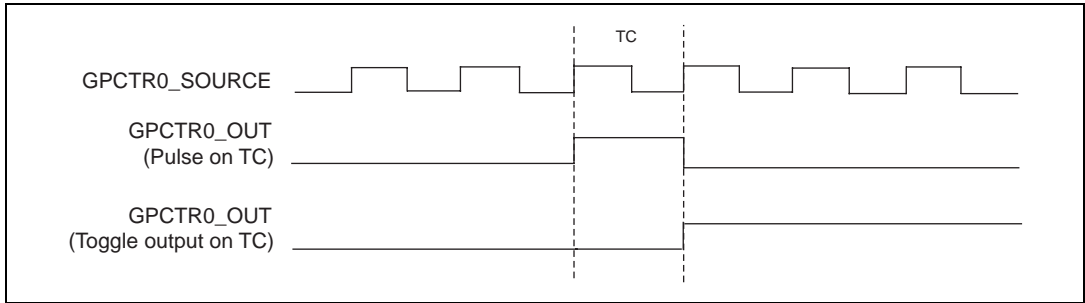 TC
GPCTR0_SOURCE
GPCTR0_OUT
(Pulse on TC)
GPCTR0_OUT
(Toggle output on TC)